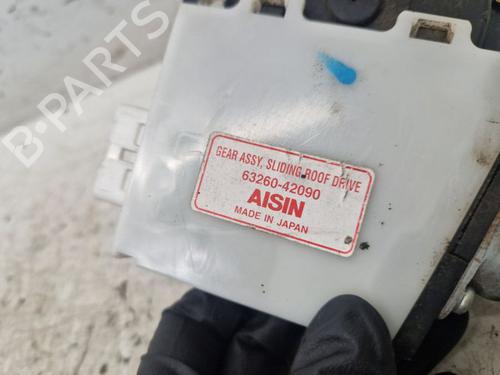 B-PARTS
GEAR ASSY, SLIDING ROOF DRIVE
63260-42090
AISIN
MADE IN JAPAN